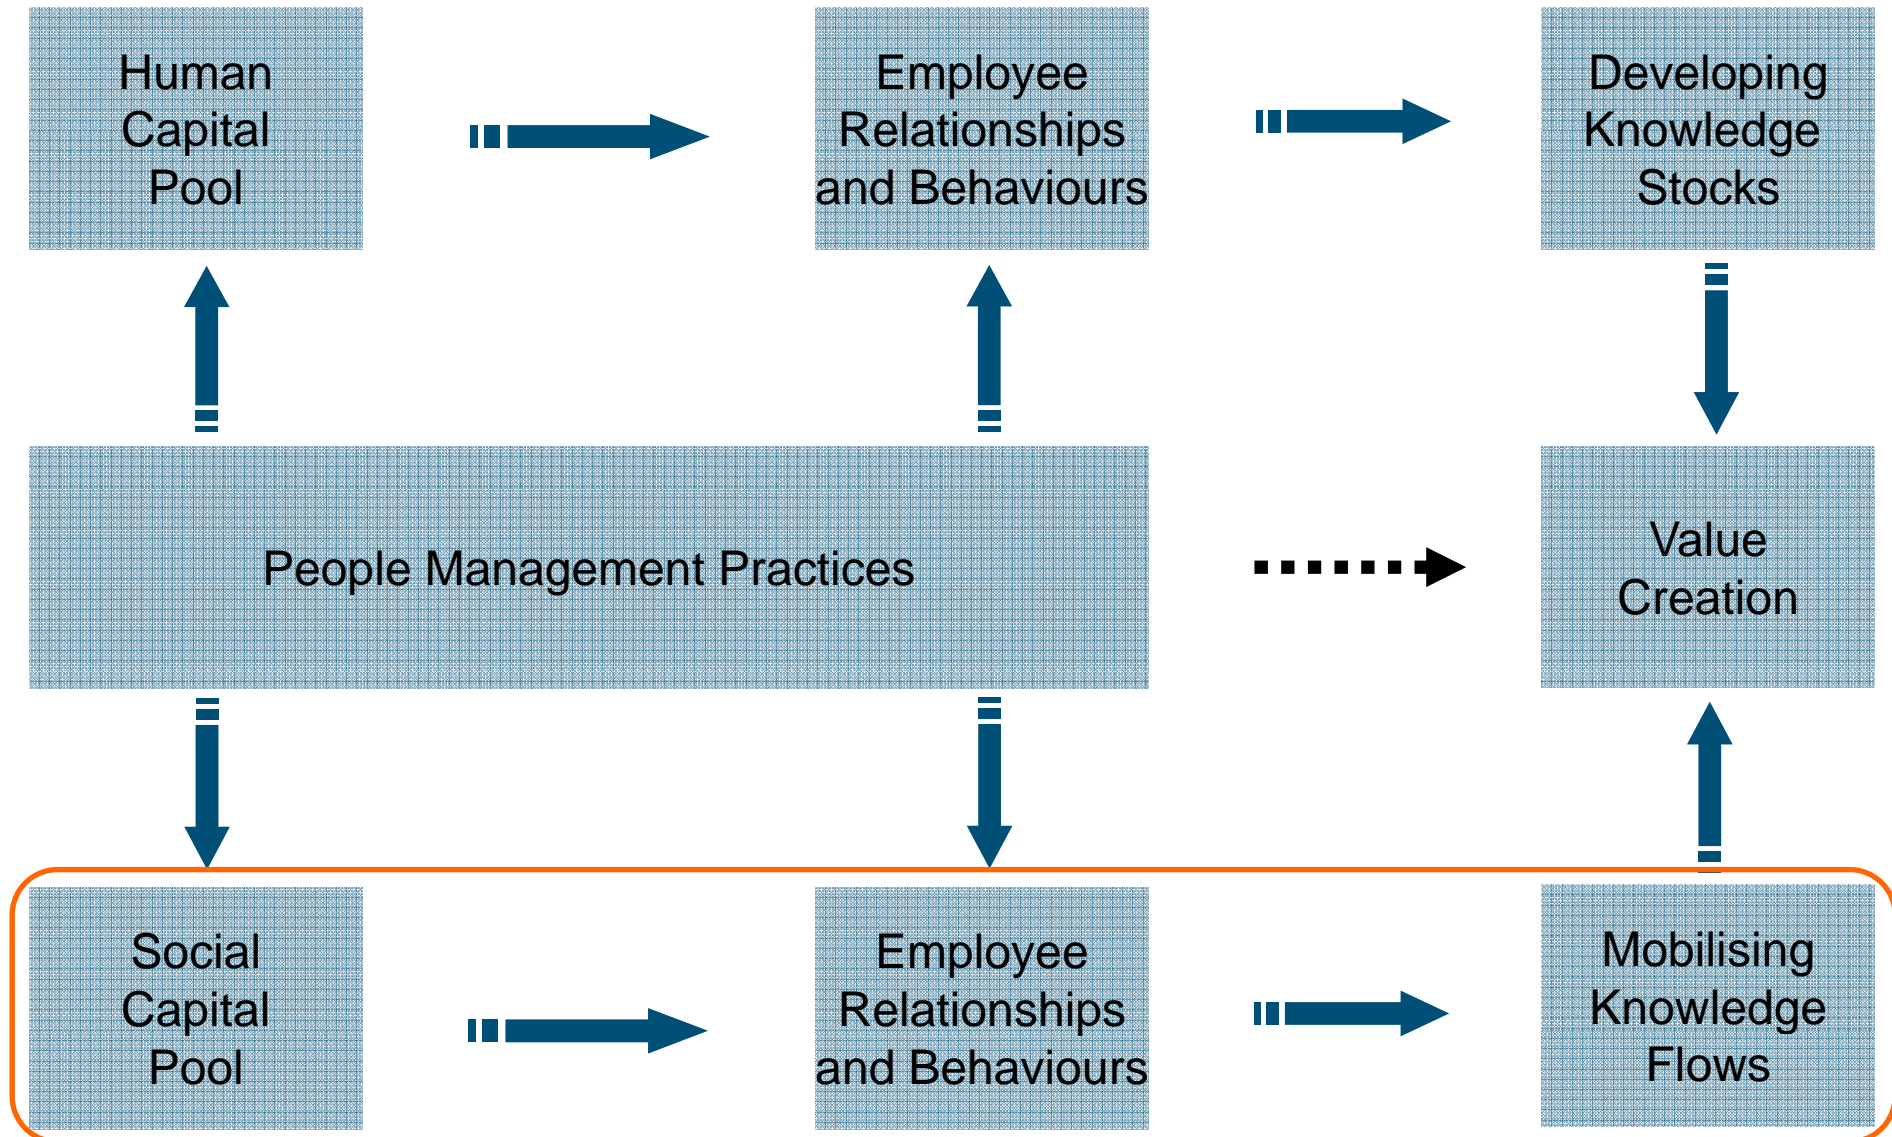 Human
Capital
Pool
Employee
Relationships
and Behaviours
Developing
Knowledge
Stocks
People Management Practices
Value
Creation
Social
Capital
Pool
Employee
Relationships
and Behaviours
Mobilising
Knowledge
Flows